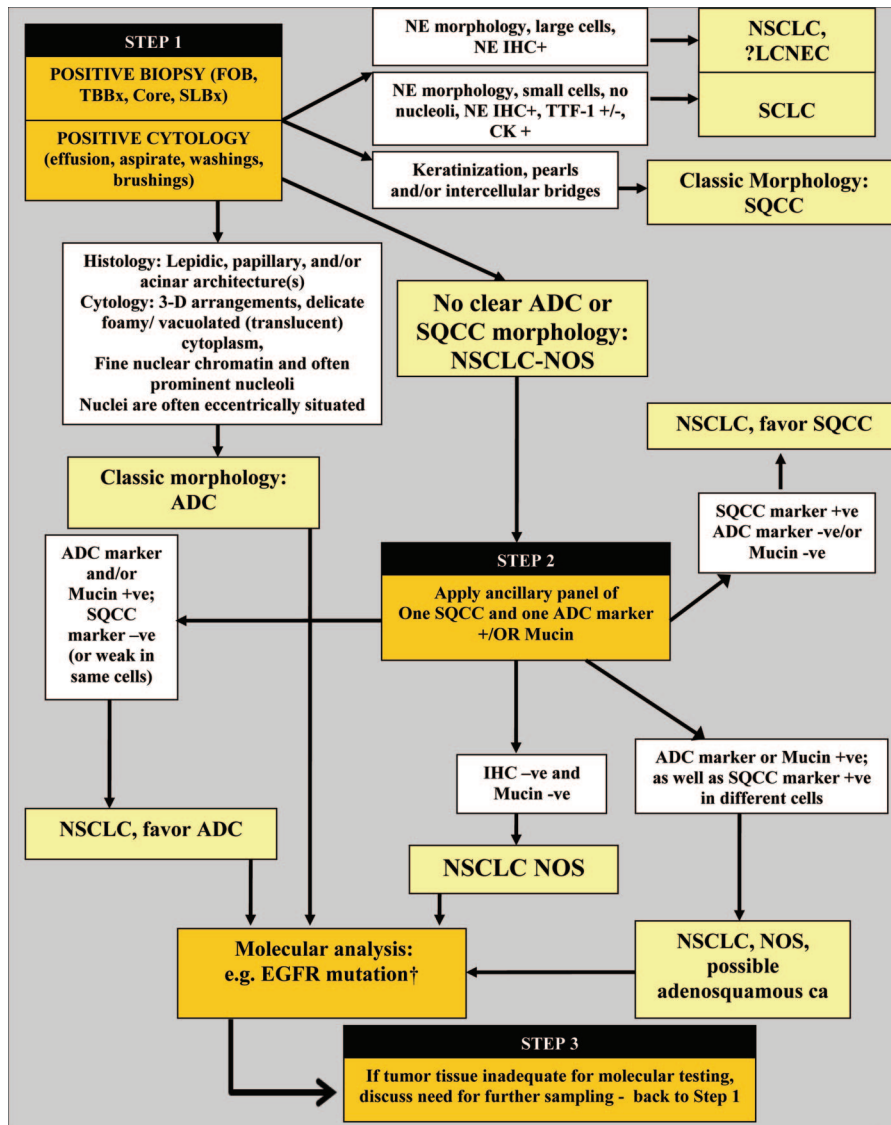 STEP 1
POSITIVE BIOPSY (FOB,
TBBx, Core, SLBx)
POSITIVE CYTOLOGY
(effusion, aspirate, washings,
brushings)
NE morphology, large cells,
NE IHC+
NSCLC,
?LCNEC
NE morphology, small cells, no
nucleoli, NE IHC+, TTF-1 +/-,
CK +
SCLC
Keratinization, pearls
and/or intercellular bridges
Classic Morphology:
SQCC
Histology: Lepidic, papillary, and/or
acinar architecture(s)
Cytology: 3-D arrangements, delicate
foamy/ vacuolated (translucent)
cytoplasm,
Fine nuclear chromatin and often
prominent nucleoli
Nuclei are often eccentrically situated
No clear ADC or
SQCC morphology:
NSCLC-NOS
NSCLC, favor SQCC
Classic morphology:
ADC
SQCC marker +ve
ADC marker -ve/or
Mucin -ve
ADC marker
and/or
Mucin +ve;
SQCC
marker –ve
(or weak in
same cells)
STEP 2
Apply ancillary panel of
One SQCC and one ADC marker
+/OR Mucin
IHC –ve and
Mucin -ve
ADC marker or Mucin +ve;
as well as SQCC marker +ve
in different cells
NSCLC, favor ADC
NSCLC NOS
Molecular analysis:
e.g. EGFR mutation†
NSCLC, NOS,
possible
adenosquamous ca
STEP 3
If tumor tissue inadequate for molecular testing,
discuss need for further sampling - back to Step 1